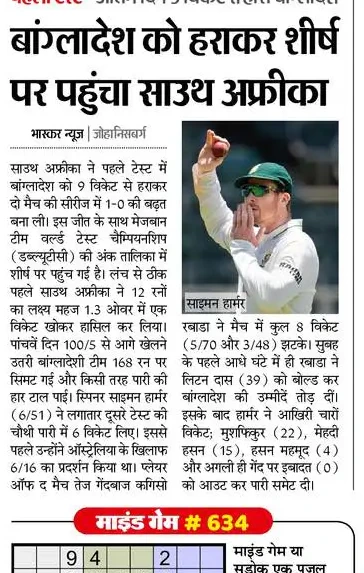 बांग्लादेश को हराकर शीर्ष
पर पहुंचा साउथ अफ्रीका
भास्कर न्यूज | जोहानिसबर्ग
साउथ अफ्रीका ने पहले टेस्ट में
बांग्लादेश को 9 विकेट से हराकर
दो मैच की सीरीज में 1-0 की बढ़त
बना ली। इस जीत के साथ मेजबान
टीम वर्ल्ड टेस्ट चैम्पियनशिप
(डब्ल्यूटीसी) की अंक तालिका में
शीर्ष पर पहुंच गई है। लंच से ठीक
पहले साउथ अफ्रीका ने 12 रनों
का लक्ष्य महज 1.3 ओवर में एक
विकेट खोकर हासिल कर लिया।
पांचवें दिन 100/5 से आगे खेलने
उतरी बांग्लादेशी टीम 168 रन पर
सिमट गई और किसी तरह पारी की
हार टाल पाई। स्पिनर साइमन हार्मर
(6/51) ने लगातार दूसरे टेस्ट की
चौथी पारी में 6 विकेट लिए। इससे
पहले उन्होंने ऑस्ट्रेलिया के खिलाफ
6/16 का प्रदर्शन किया था। प्लेयर
ऑफ द मैच तेज गेंदबाज कगिसो
साइमन हार्मर
रबाडा ने मैच में कुल 8 विकेट
(5/70 और 3/48) झटके। सुबह
के पहले आधे घंटे में ही रबाडा ने
लिटन दास (39) को बोल्ड कर
बांग्लादेश की उम्मीदें तोड़ दीं।
इसके बाद हार्मर ने आखिरी चारों
विकेट; मुशफिकुर (22), मेहदी
हसन (15), हसन महमूद (4)
और अगली ही गेंद पर इबादत (0)
को आउट कर पारी समेट दी।
माइंड गेम # 634
9 4 2
माइंड गेम या
सुडोकू एक पजल